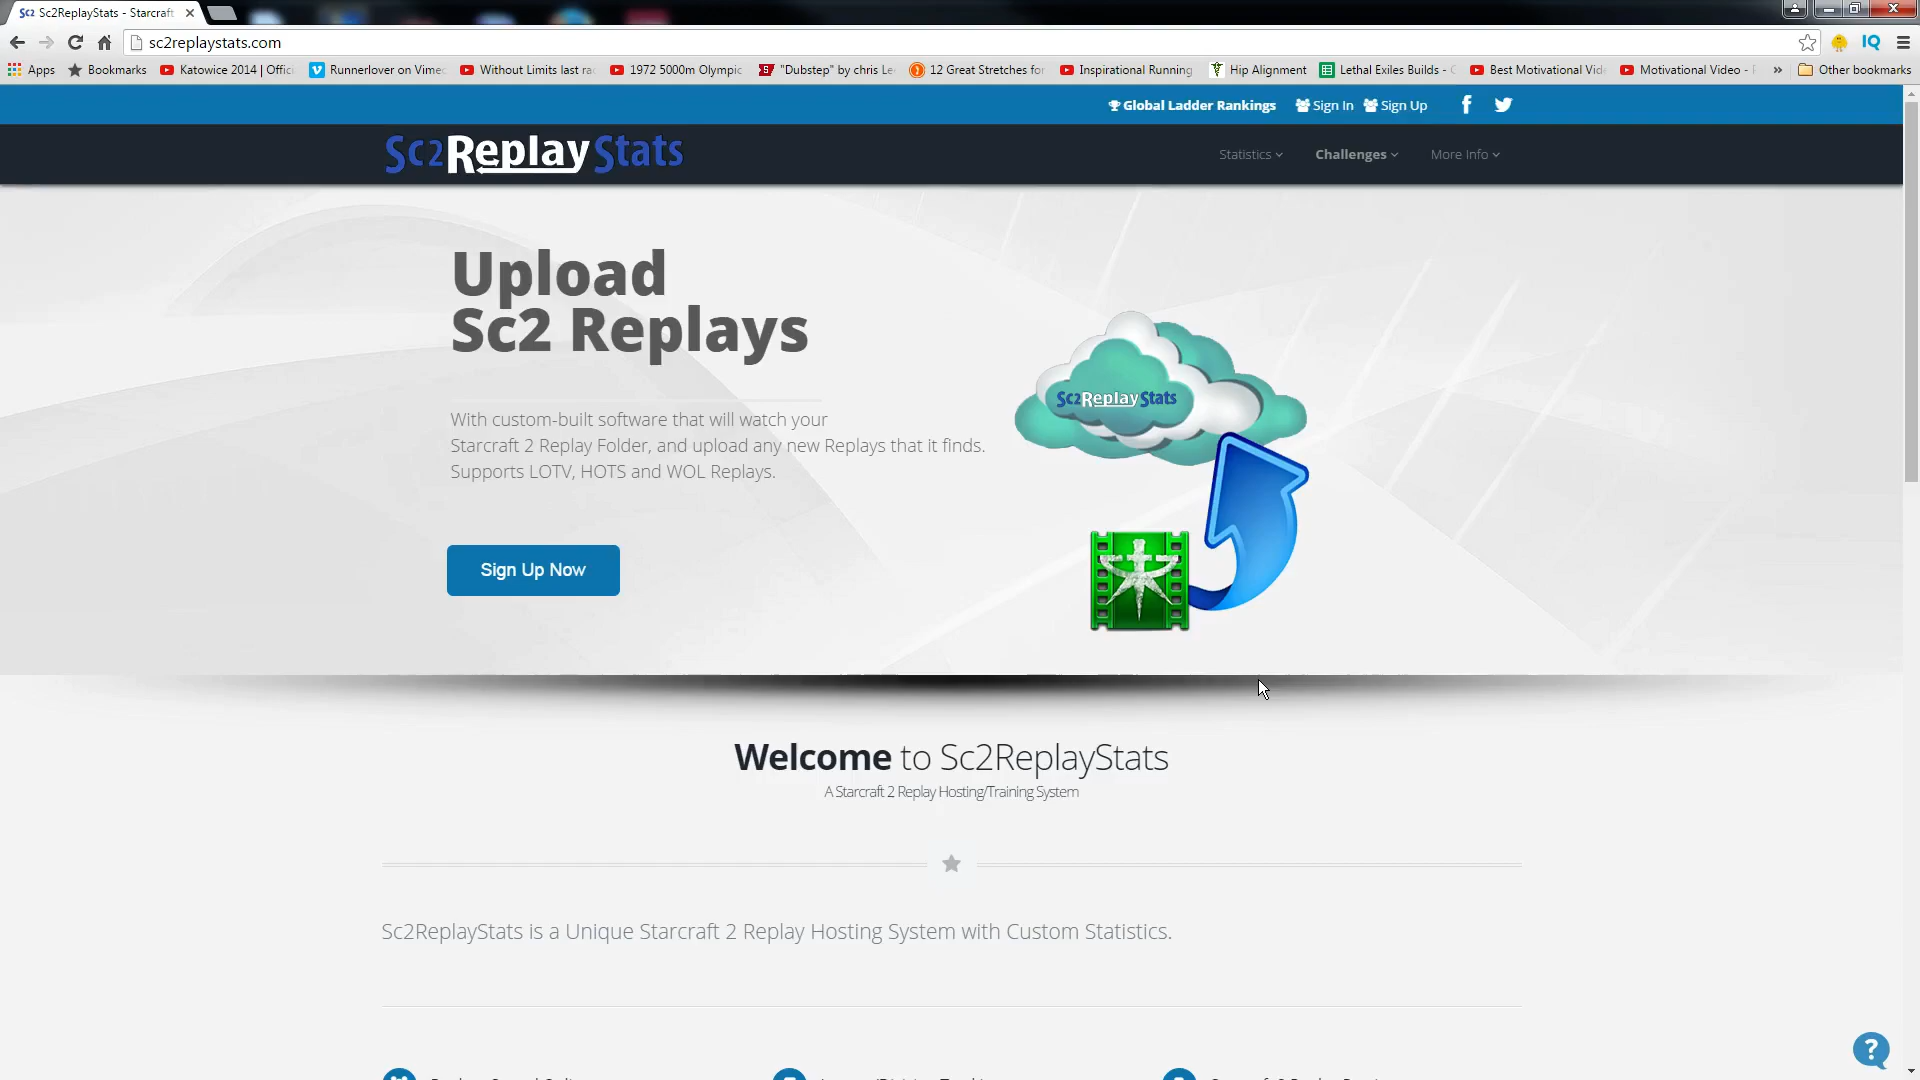 Sc2 Sc2ReplayStats - Starcraft
sc2replaystats.com
IQ
Apps Bookmarks Katowice 2014 | Offic Runnerlover on Vime Without Limits last ra 1972 5000m Olympic "Dubstep" by chris Le 12 Great Stretches for Inspirational Running Hip Alignment Lethal Exiles Builds - Best Motivational Vid Motivational Video - » Other bookmarks
Global Ladder Rankings Sign In Sign Up
Sc2ReplayStats
Statistics Challenges More Info
Upload
Sc2 Replays
Sc2ReplayStats
With custom-built software that will watch your
Starcraft 2 Replay Folder, and upload any new Replays that it finds.
Supports LOTV, HOTS and WOL Replays.
Sign Up Now
Welcome to Sc2ReplayStats
A Starcraft 2 Replay Hosting/Training System
Sc2ReplayStats is a Unique Starcraft 2 Replay Hosting System with Custom Statistics.
?